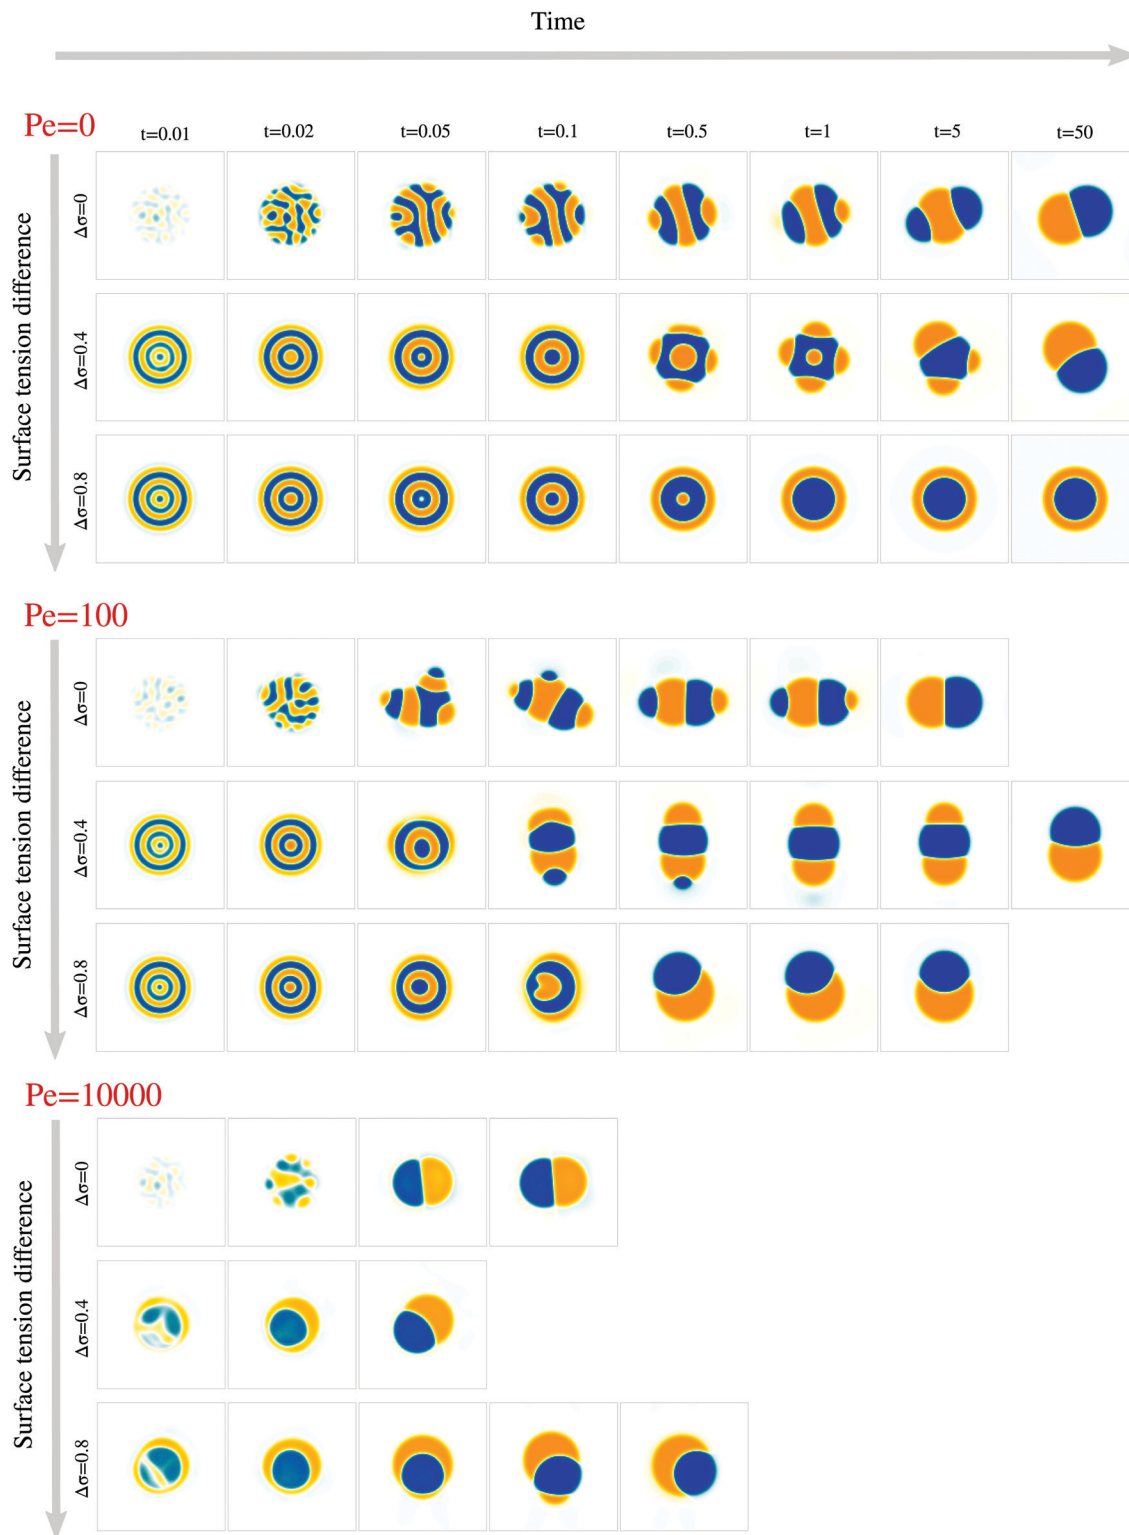 Time
Pe=0
t=0.01 t=0.02 t=0.05 t=0.1 t=0.5 t=1 t=5 t=50
Surface tension difference
Δσ=0
Δσ=0.4
Δσ=0.8
Pe=100
Surface tension difference
Δσ=0
Δσ=0.4
Δσ=0.8
Pe=10000
Surface tension difference
Δσ=0
Δσ=0.4
Δσ=0.8